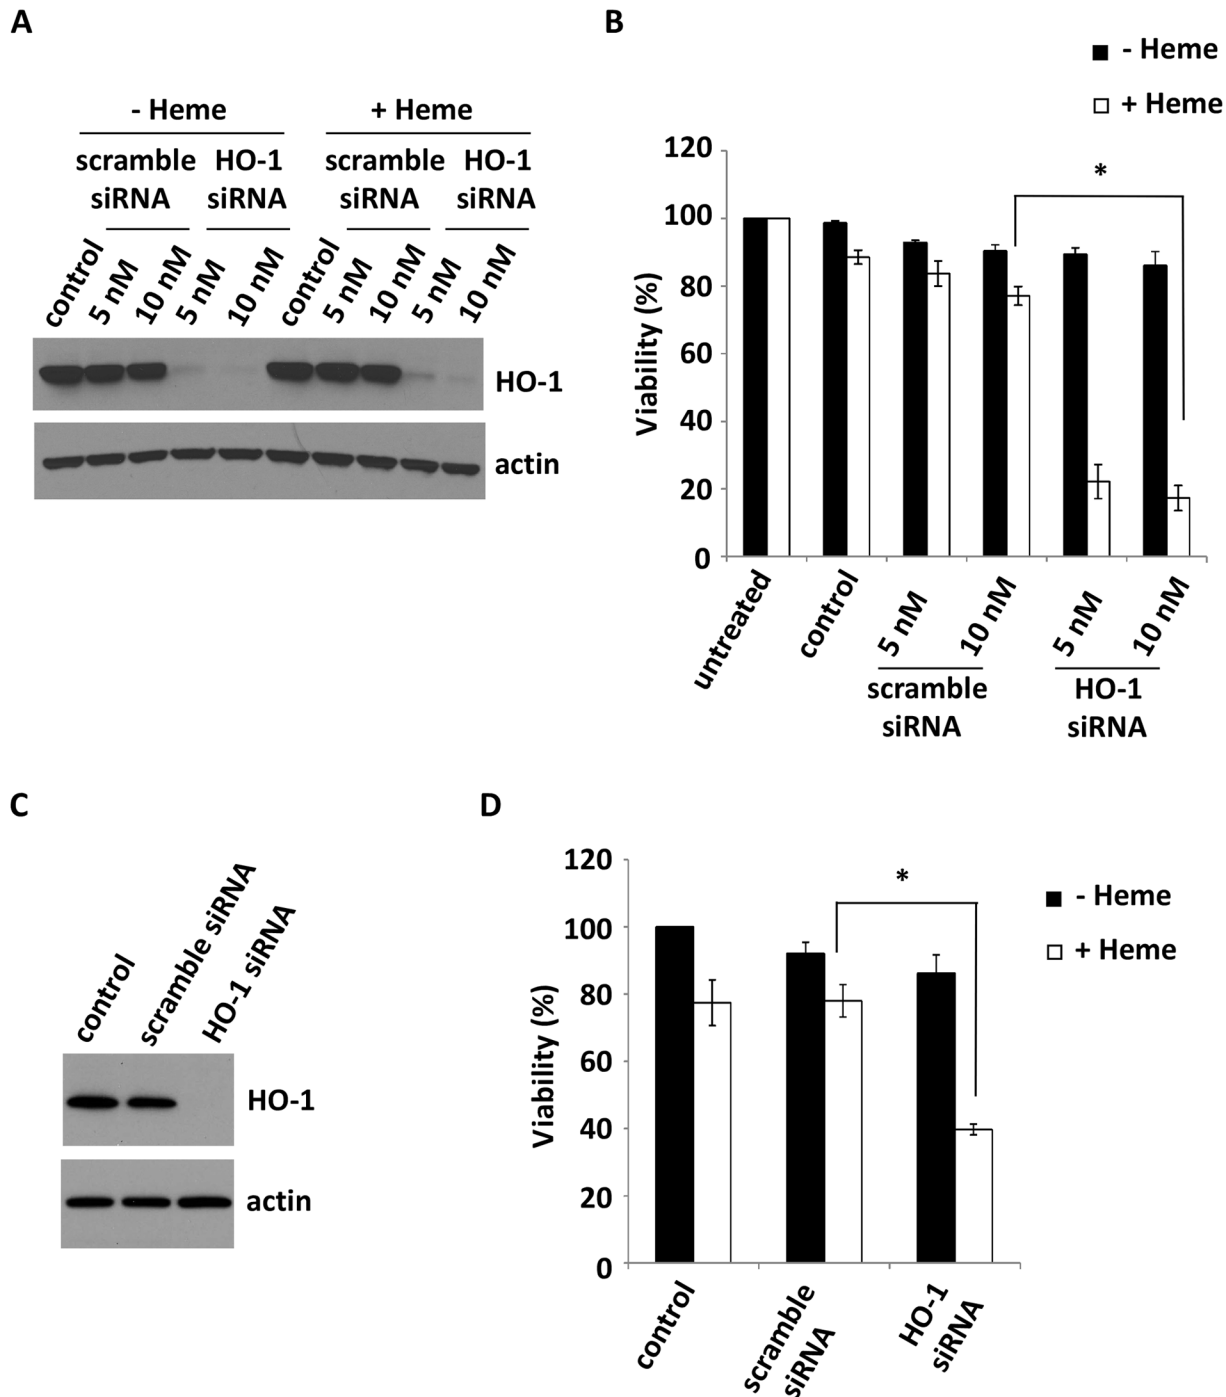 A
- Heme
+ Heme
scramble
siRNA
HO-1
siRNA
scramble
siRNA
HO-1
siRNA
control
5 nM
10 nM
5 nM
10 nM
control
5 nM
10 nM
5 nM
10 nM
HO-1
actin
B
- Heme
+ Heme
Viability (%)
120
100
80
60
40
20
0
*
untreated
control
5 nM
10 nM
5 nM
10 nM
scramble
siRNA
HO-1
siRNA
C
control
scramble siRNA
HO-1 siRNA
HO-1
actin
D
- Heme
+ Heme
Viability (%)
120
100
80
60
40
20
0
*
control
scramble
siRNA
HO-1
siRNA